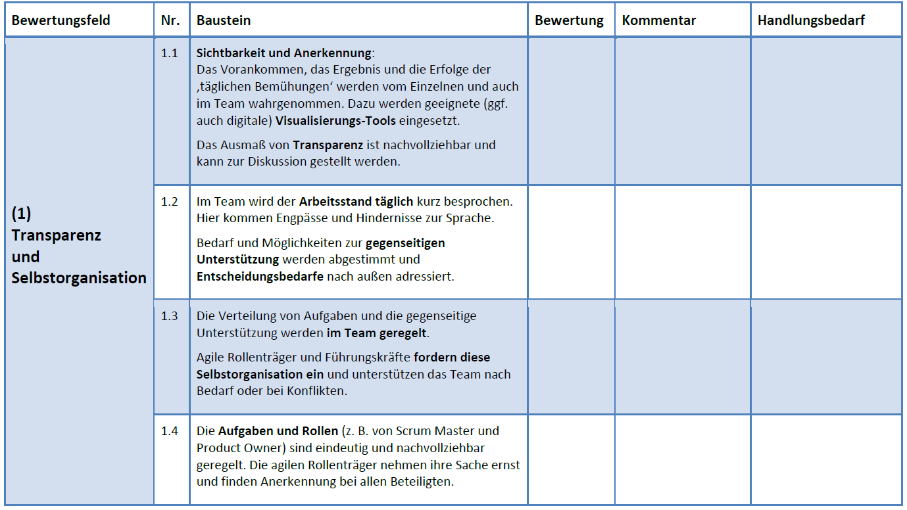 Bewertungsfeld Nr. Baustein Bewertung Kommentar Handlungsbedarf
(1)
Transparenz
und
Selbstorganisation
1.1 Sichtbarkeit und Anerkennung:
Das Vorankommen, das Ergebnis und die Erfolge der
‚täglichen Bemühungen‘ werden vom Einzelnen und auch
im Team wahrgenommen. Dazu werden geeignete (ggf.
auch digitale) Visualisierungs-Tools eingesetzt.
Das Ausmaß von Transparenz ist nachvollziehbar und
kann zur Diskussion gestellt werden.
1.2 Im Team wird der Arbeitsstand täglich kurz besprochen.
Hier kommen Engpässe und Hindernisse zur Sprache.
Bedarf und Möglichkeiten zur gegenseitigen
Unterstützung werden abgestimmt und
Entscheidungsbedarfe nach außen adressiert.
1.3 Die Verteilung von Aufgaben und die gegenseitige
Unterstützung werden im Team geregelt.
Agile Rollenträger und Führungskräfte fordern diese
Selbstorganisation ein und unterstützen das Team nach
Bedarf oder bei Konflikten.
1.4 Die Aufgaben und Rollen (z. B. von Scrum Master und
Product Owner) sind eindeutig und nachvollziehbar
geregelt. Die agilen Rollenträger nehmen ihre Sache ernst
und finden Anerkennung bei allen Beteiligten.